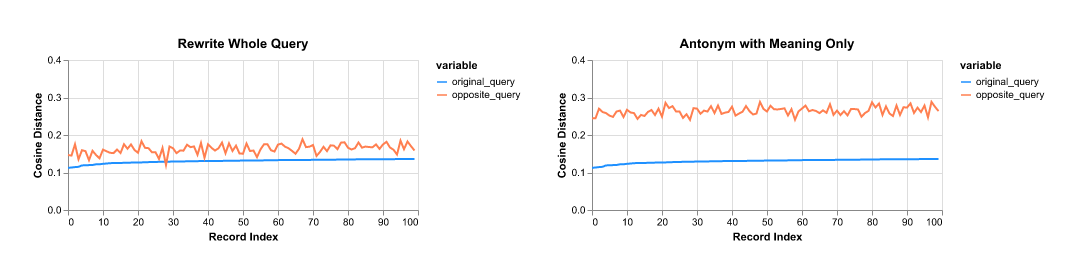 Rewrite Whole Query
Cosine Distance
0.4
0.3
0.2
0.1
0.0
0 10 20 30 40 50 60 70 80 90 100
Record Index
variable
original_query
opposite_query
Antonym with Meaning Only
Cosine Distance
0.4
0.3
0.2
0.1
0.0
0 10 20 30 40 50 60 70 80 90 100
Record Index
variable
original_query
opposite_query